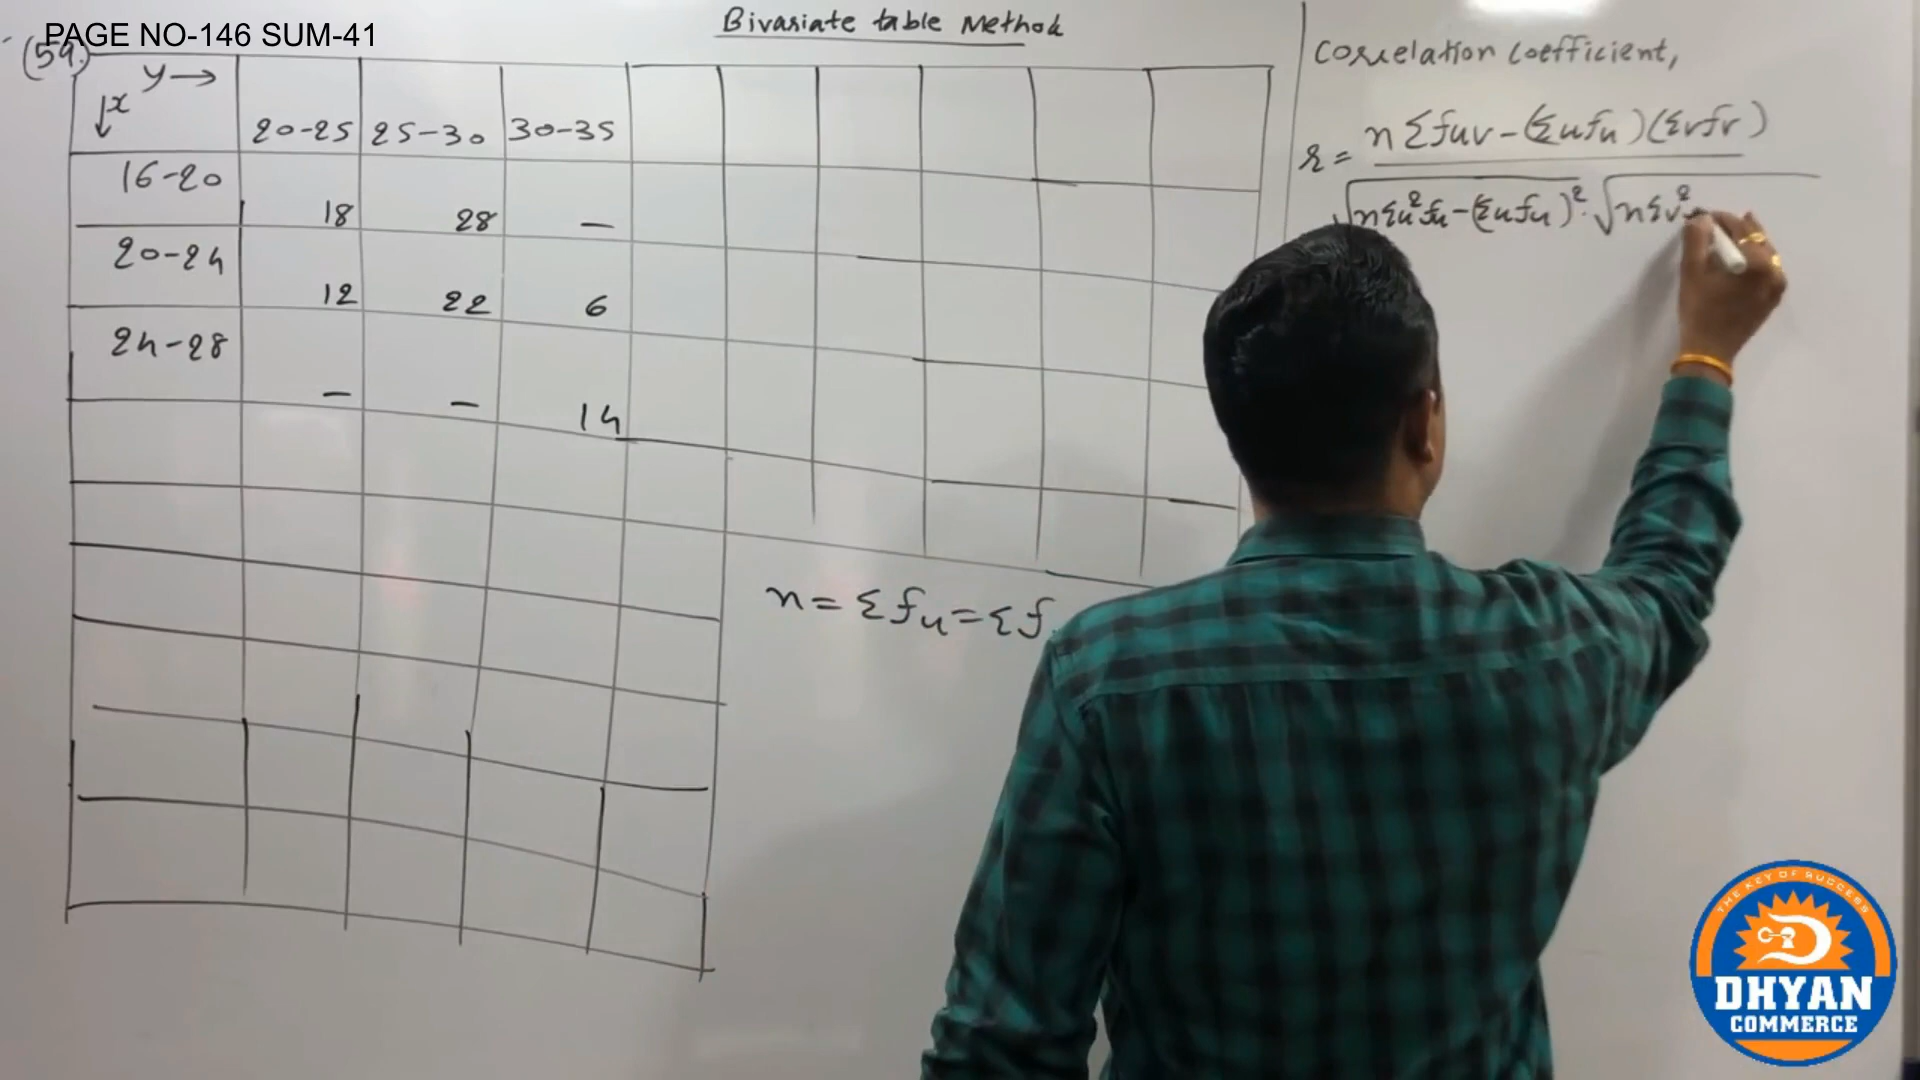 PAGE NO-146 SUM-41
Bivariate table Method
(59.)
y→
↓x
20-25 25-30 30-35
16-20
18 28 –
20-24
12 22 6
24-28
– – 14
n = Σfu = Σf
Correlation Coefficient,
r = nΣfuv - (Σufu)(Σvfv)
√nΣu²fu - (Σufu)² . √nΣv²
THE KEY OF SUCCESS
DHYAN
COMMERCE